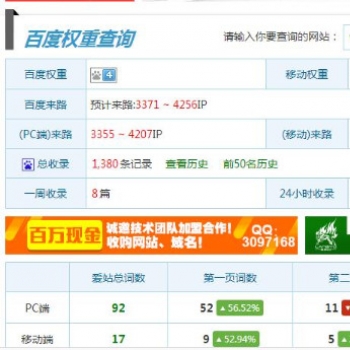 百度权重查询
请输入你要查询的网站：
百度权重 4 移动权重
百度来路 预计来路:3371 ~ 4256IP
(PC端)来路 3355 ~ 4207IP (移动)来路
总收录 1,380 条记录 查看历史 前50名历史
一周收录 8 篇 24小时收录
百万现金
诚邀技术团队加盟合作!
收购网站、域名!
QQ:
3097168
爱站总词数 第一页词数 第二
PC端 92 52 ▲56.52% 11
移动端 17 9 ▲52.94% 5